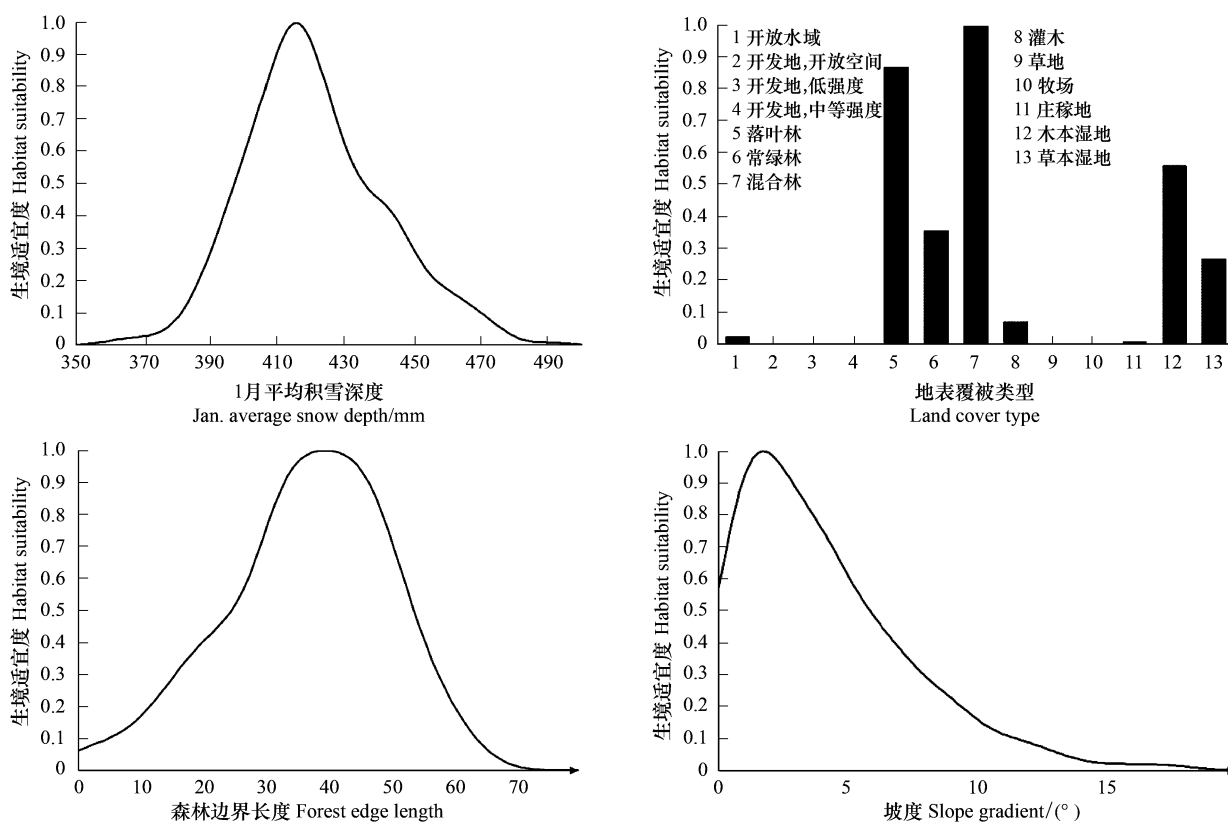 生境适宜度 Habitat suitability
1.0
0.9
0.8
0.7
0.6
0.5
0.4
0.3
0.2
0.1
0
350 370 390 410 430 450 470 490
1月平均积雪深度
Jan. average snow depth/mm
生境适宜度 Habitat suitability
1.0
0.9
0.8
0.7
0.6
0.5
0.4
0.3
0.2
0.1
0
1 开放水域
2 开发地,开放空间
3 开发地,低强度
4 开发地,中等强度
5 落叶林
6 常绿林
7 混合林
8 灌木
9 草地
10 牧场
11 庄稼地
12 木本湿地
13 草本湿地
1 2 3 4 5 6 7 8 9 10 11 12 13
地表覆被类型
Land cover type
生境适宜度 Habitat suitability
1.0
0.9
0.8
0.7
0.6
0.5
0.4
0.3
0.2
0.1
0
0 10 20 30 40 50 60 70
森林边界长度 Forest edge length
生境适宜度 Habitat suitability
1.0
0.9
0.8
0.7
0.6
0.5
0.4
0.3
0.2
0.1
0
0 5 10 15
坡度 Slope gradient/(°)